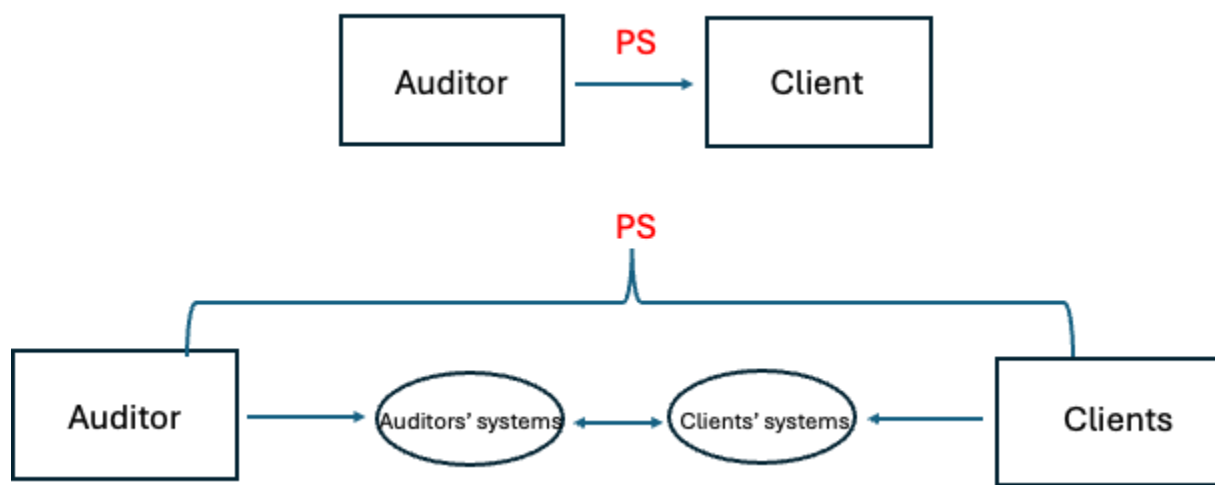 PS
Auditor
Client
PS
Auditor
Auditors' systems
Clients' systems
Clients